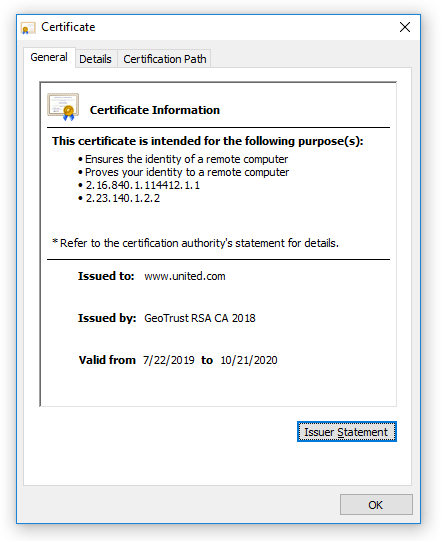 Certificate
General Details Certification Path
Certificate Information
This certificate is intended for the following purpose(s):
• Ensures the identity of a remote computer
• Proves your identity to a remote computer
• 2.16.840.1.114412.1.1
• 2.23.140.1.2.2
* Refer to the certification authority's statement for details.
Issued to: www.united.com
Issued by: GeoTrust RSA CA 2018
Valid from 7/22/2019 to 10/21/2020
Issuer Statement
OK